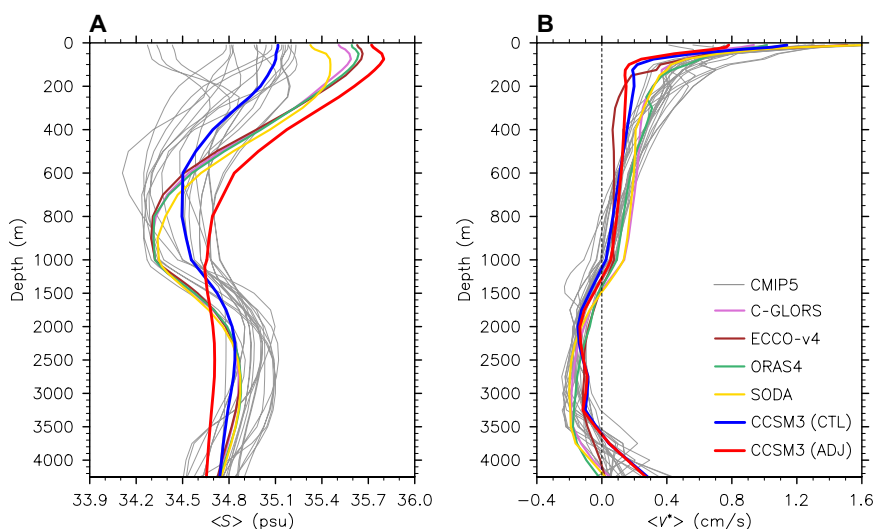 A
B
0
200
400
600
800
1000
1500
2000
2500
3000
3500
4000
Depth (m)
33.9 34.2 34.5 34.8 35.1 35.4 35.7 36.0
<S> (psu)
0
200
400
600
800
1000
1500
2000
2500
3000
3500
4000
Depth (m)
CMIP5
C-GLORS
ECCO-v4
ORAS4
SODA
CCSM3 (CTL)
CCSM3 (ADJ)
-0.4 0.0 0.4 0.8 1.2 1.6
<V*> (cm/s)